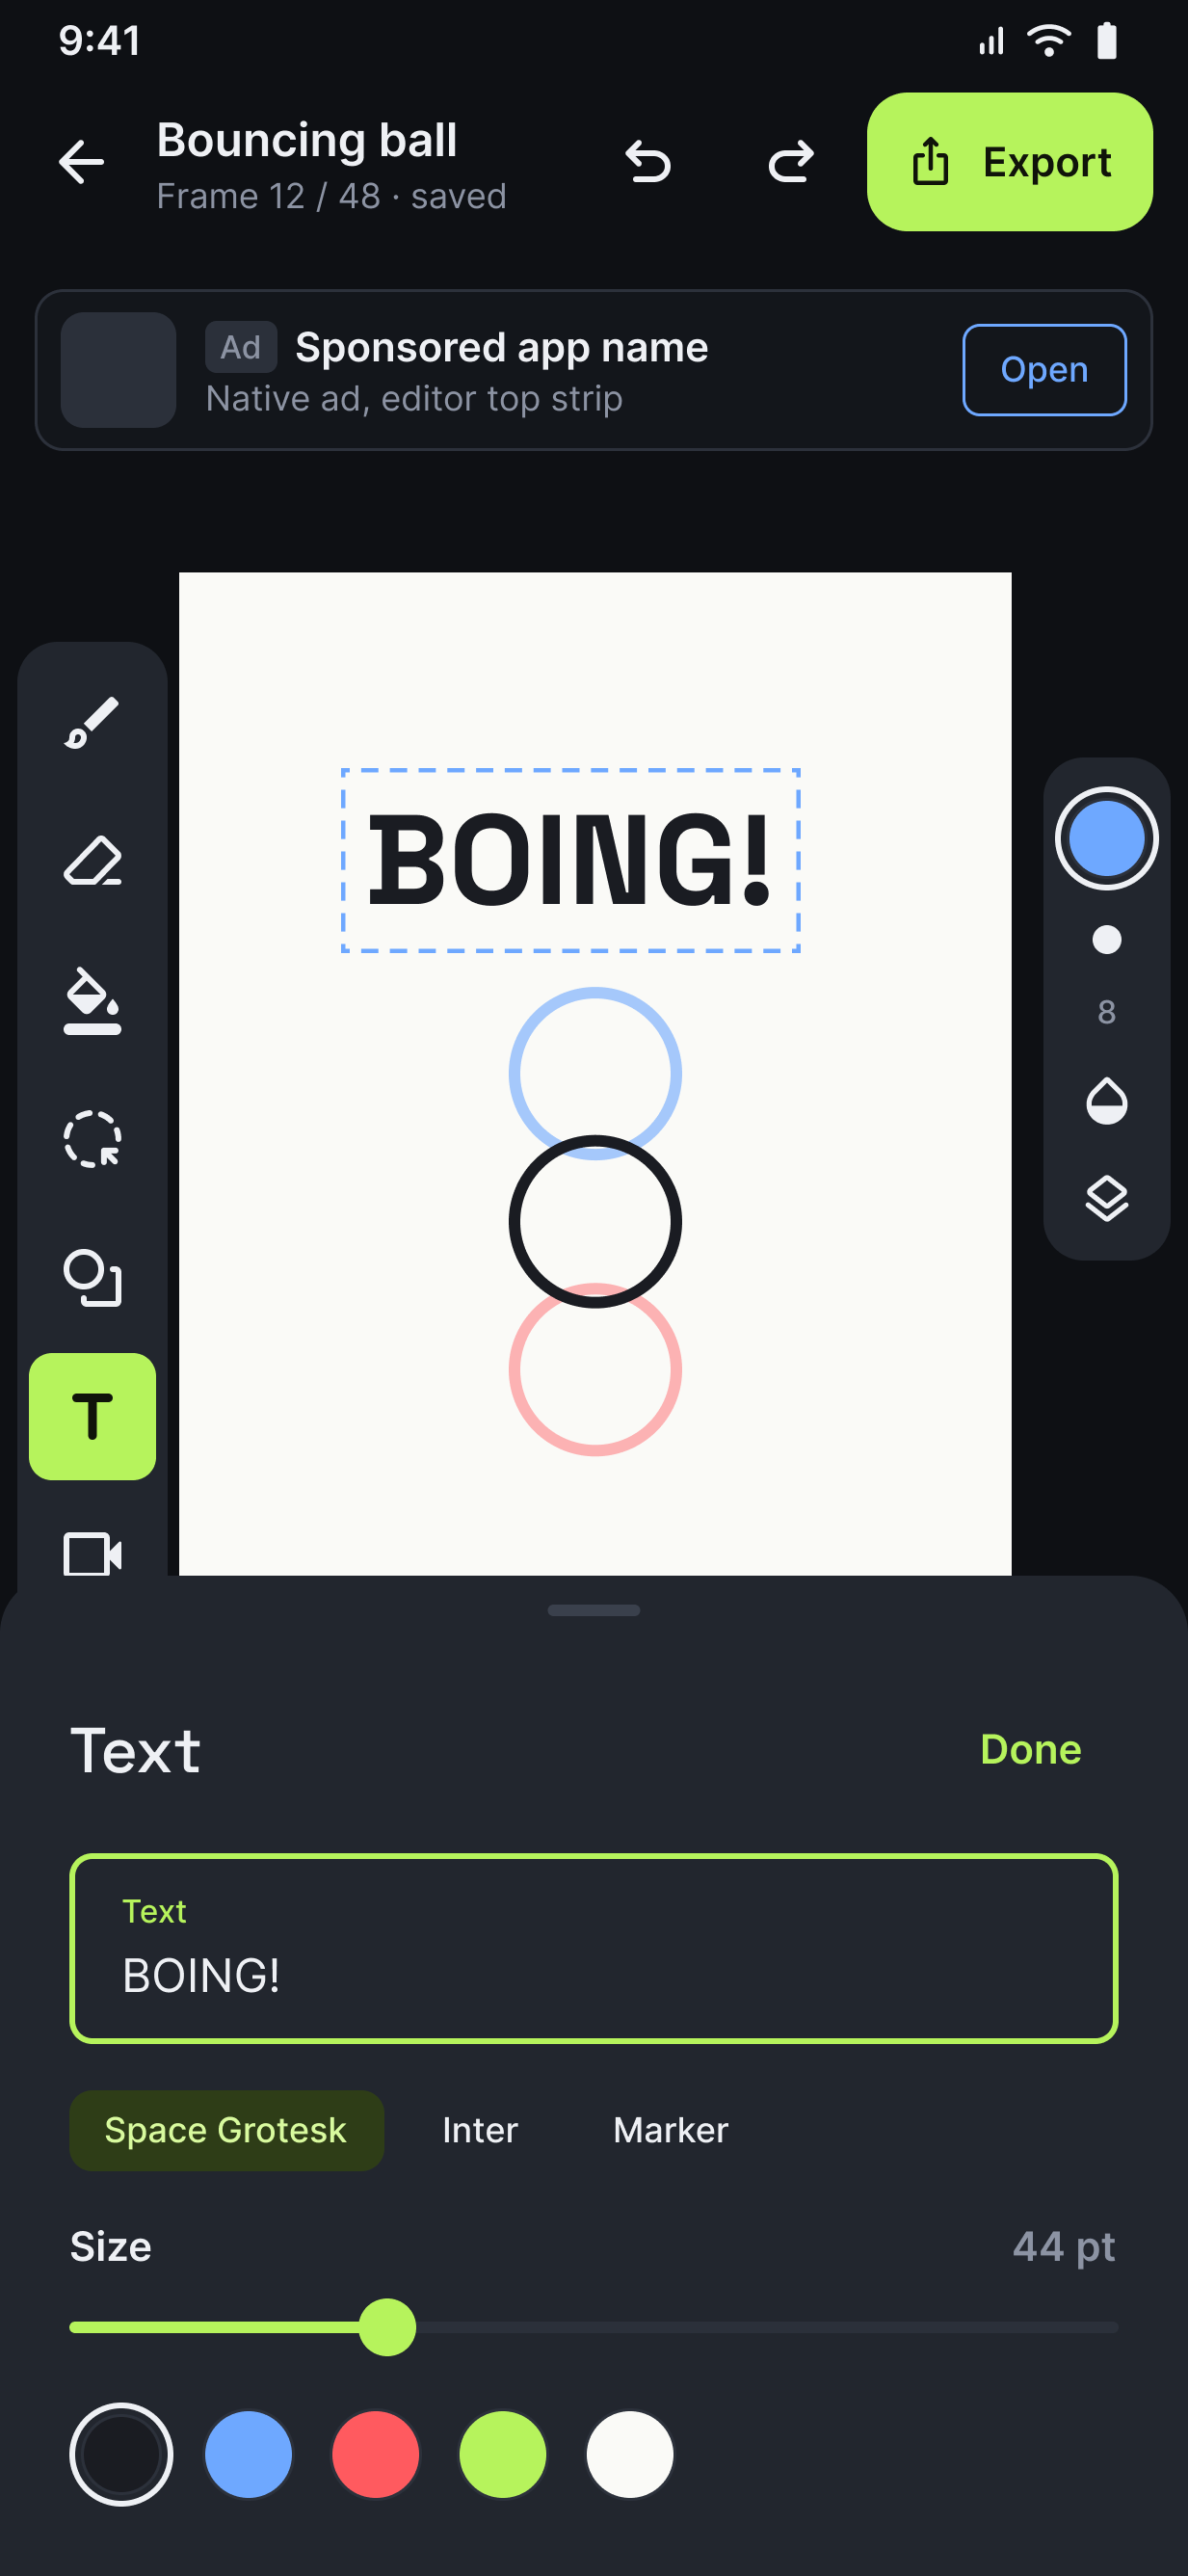 9:41
Bouncing ball
Frame 12 / 48 · saved
Export
Ad Sponsored app name
Native ad, editor top strip
Open
BOING!
8
T
Text
Done
Text
BOING!
Space Grotesk Inter Marker
Size 44 pt